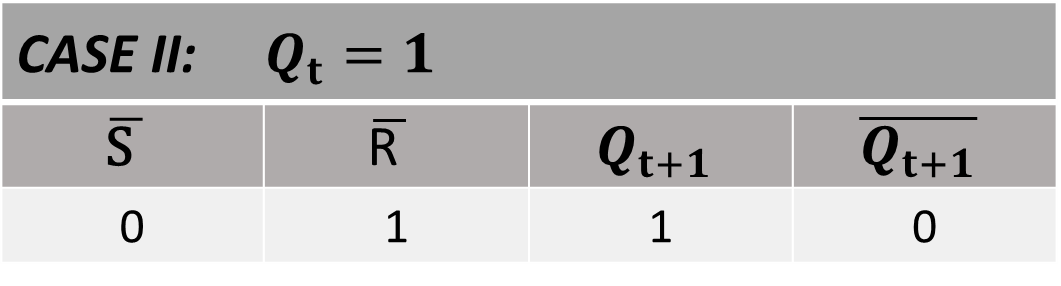 CASE II: Qt = 1
S̅ R̅ Qt+1 Q̅t̅+̅1̅
0 1 1 0